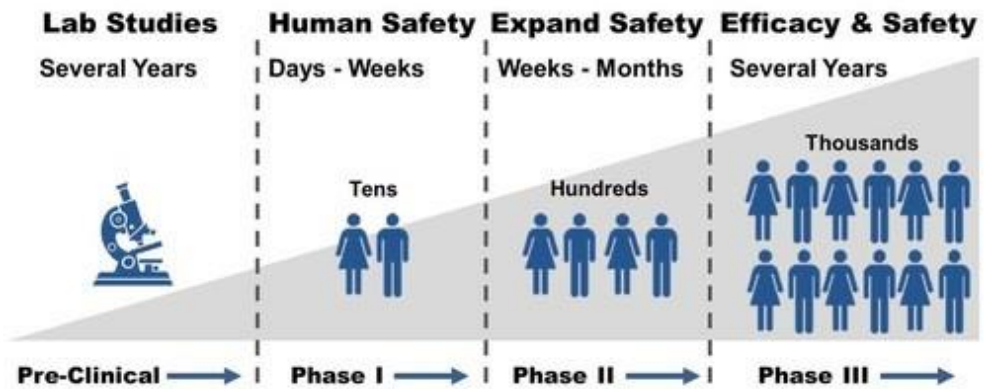 Lab Studies
Several Years
Pre-Clinical
Human Safety
Days - Weeks
Tens
Phase I
Expand Safety
Weeks - Months
Hundreds
Phase II
Efficacy & Safety
Several Years
Thousands
Phase III